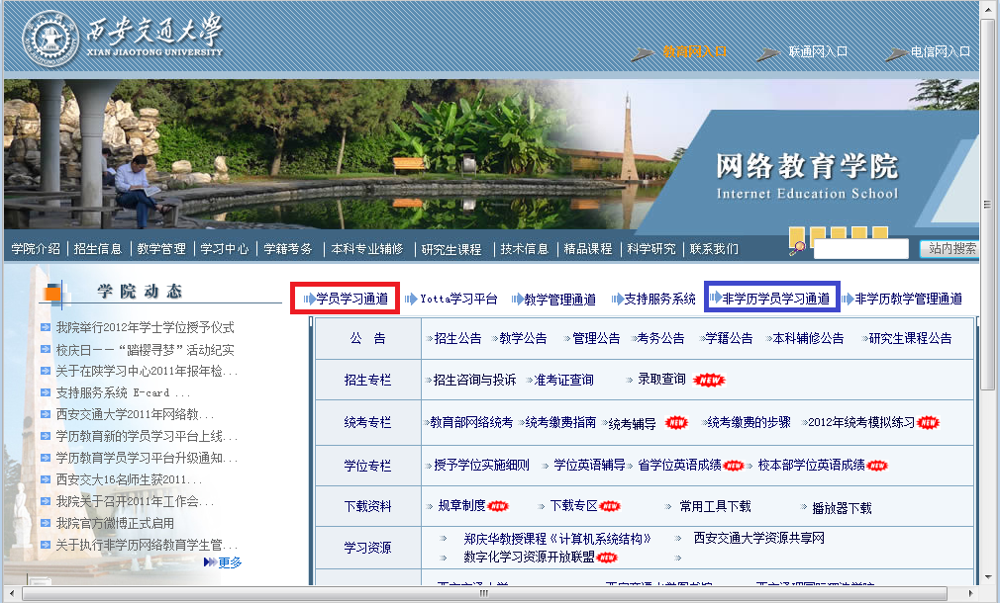 西安交通大学
XIAN JIAOTONG UNIVERSITY
教育网入口 联通网入口 电信网入口
网络教育学院
Internet Education School
学院介绍 招生信息 教学管理 学习中心 学籍考务 本科专业辅修 研究生课程 技术信息 精品课程 科学研究 联系我们
站内搜索
学院动态
我院举行2012年学士学位授予仪式
校庆日——“踏樱寻梦”活动纪实
关于在陕学习中心2011年报年检...
支持服务系统 E-card ...
西安交通大学2011年网络教...
学历教育新的学员学习平台上线...
学历教育学员学习平台升级通知...
西安交大16名师生获2011...
我院关于召开2011年工作会...
我院官方微博正式启用
关于执行非学历网络教育学生管...
更多
学员学习通道 Yotta学习平台 教学管理通道 支持服务系统 非学历学员学习通道 非学历教学管理通道
公 告 招生公告 教学公告 管理公告 考务公告 学籍公告 本科辅修公告 研究生课程公告
招生专栏 招生咨询与投诉 准考证查询 录取查询 NEW
统考专栏 教育部网络统考 统考缴费指南 统考辅导 NEW 统考缴费的步骤 2012年统考模拟练习 NEW
学位专栏 授予学位实施细则 学位英语辅导 省学位英语成绩 NEW 校本部学位英语成绩 NEW
下载资料 规章制度 NEW 下载专区 NEW 常用工具下载 播放器下载
学习资源 郑庆华教授课程《计算机系统结构》 西安交通大学资源共享网
数字化学习资源开放联盟 NEW